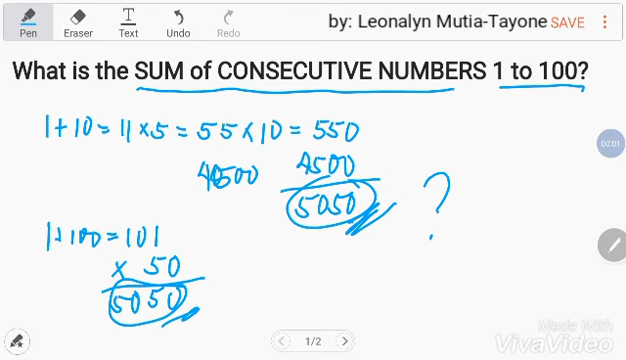 Pen Eraser Text Undo Redo by: Leonalyn Mutia-Tayone SAVE
What is the SUM of CONSECUTIVE NUMBERS 1 to 100?
00:01
1+10=11×5=55×10=550
4500
5050
?
1+100=101
× 50
5050
1/2
Made With
VivaVideo